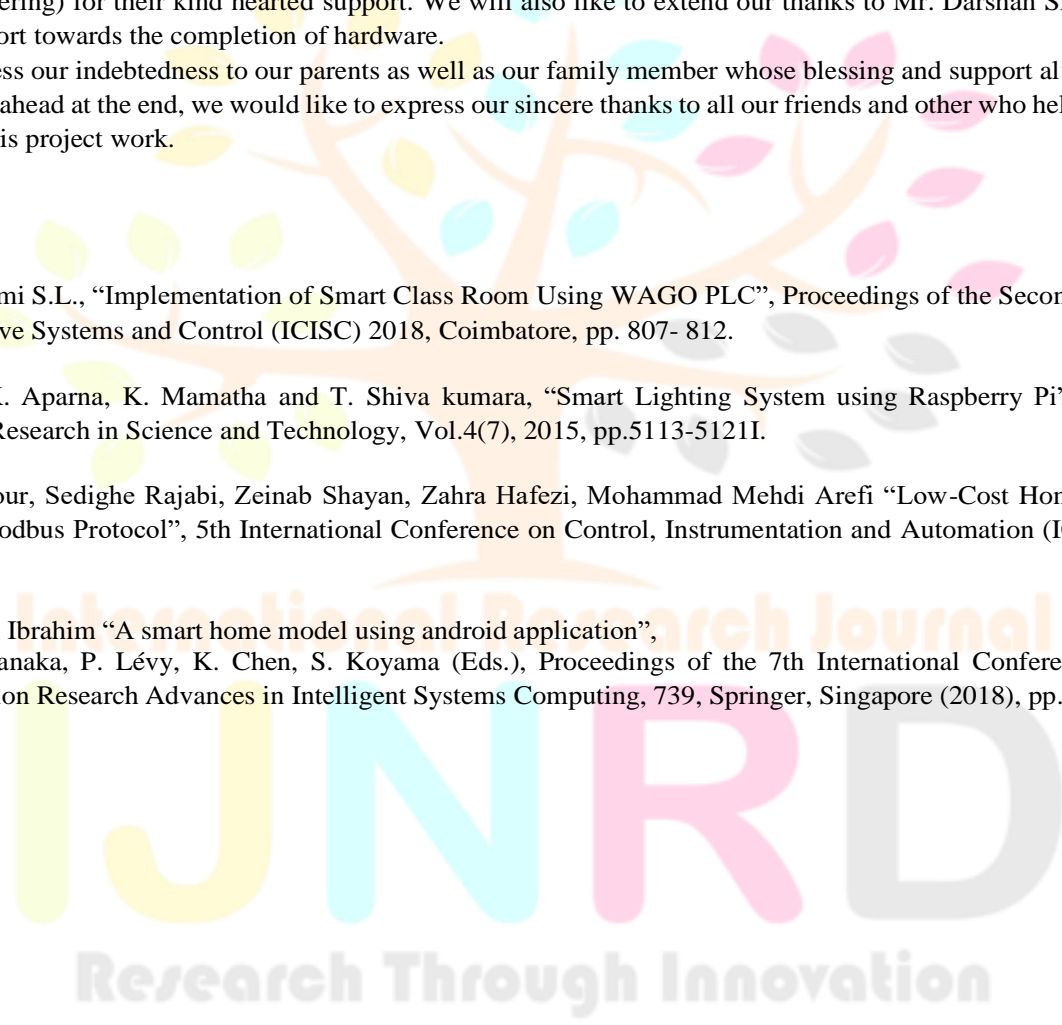 ering) for their kind hearted support. We will also like to extend our thanks to Mr. Darshan
ort towards the completion of hardware.
ess our indebtedness to our parents as well as our family member whose blessing and support al
ahead at the end, we would like to express our sincere thanks to all our friends and other who hel
is project work.
mi S.L., “Implementation of Smart Class Room Using WAGO PLC”, Proceedings of the Secon
ve Systems and Control (ICISC) 2018, Coimbatore, pp. 807- 812.
K. Aparna, K. Mamatha and T. Shiva kumara, “Smart Lighting System using Raspberry Pi”
Research in Science and Technology, Vol.4(7), 2015, pp.5113-5121I.
our, Sedighe Rajabi, Zeinab Shayan, Zahra Hafezi, Mohammad Mehdi Arefi “Low-Cost Hom
odbus Protocol”, 5th International Conference on Control, Instrumentation and Automation (I
International Research Journal
Ibrahim “A smart home model using android application”,
anaka, P. Lévy, K. Chen, S. Koyama (Eds.), Proceedings of the 7th International Confere
ion Research Advances in Intelligent Systems Computing, 739, Springer, Singapore (2018), pp.
IJNRD
Research Through Innovation